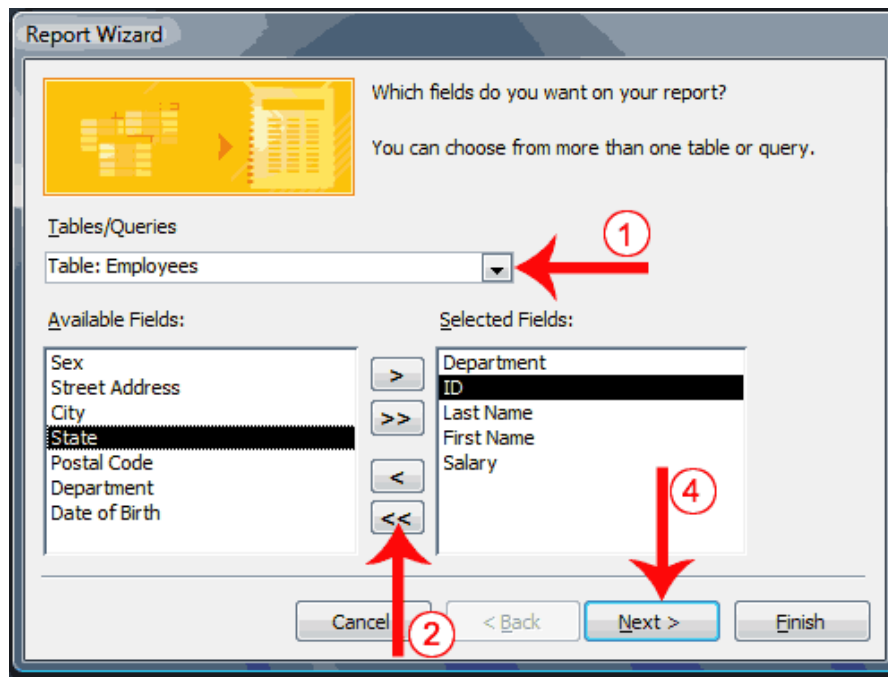 Report Wizard
Which fields do you want on your report?
You can choose from more than one table or query.
Tables/Queries
1
Table: Employees
Available Fields:
Selected Fields:
Sex
Street Address
City
State
Postal Code
Department
Date of Birth
>
>>
<
<<
Department
ID
Last Name
First Name
Salary
4
2
Cancel
< Back
Next >
Finish